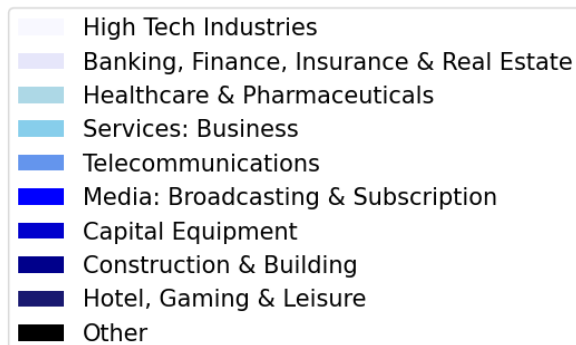 High Tech Industries
Banking, Finance, Insurance & Real Estate
Healthcare & Pharmaceuticals
Services: Business
Telecommunications
Media: Broadcasting & Subscription
Capital Equipment
Construction & Building
Hotel, Gaming & Leisure
Other